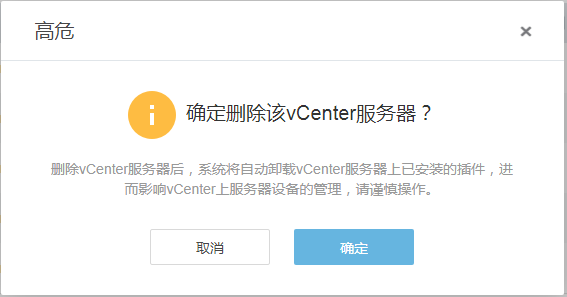 高危
确定删除该vCenter服务器？
删除vCenter服务器后，系统将自动卸载vCenter服务器上已安装的插件，进
而影响vCenter上服务器设备的管理，请谨慎操作。
取消
确定